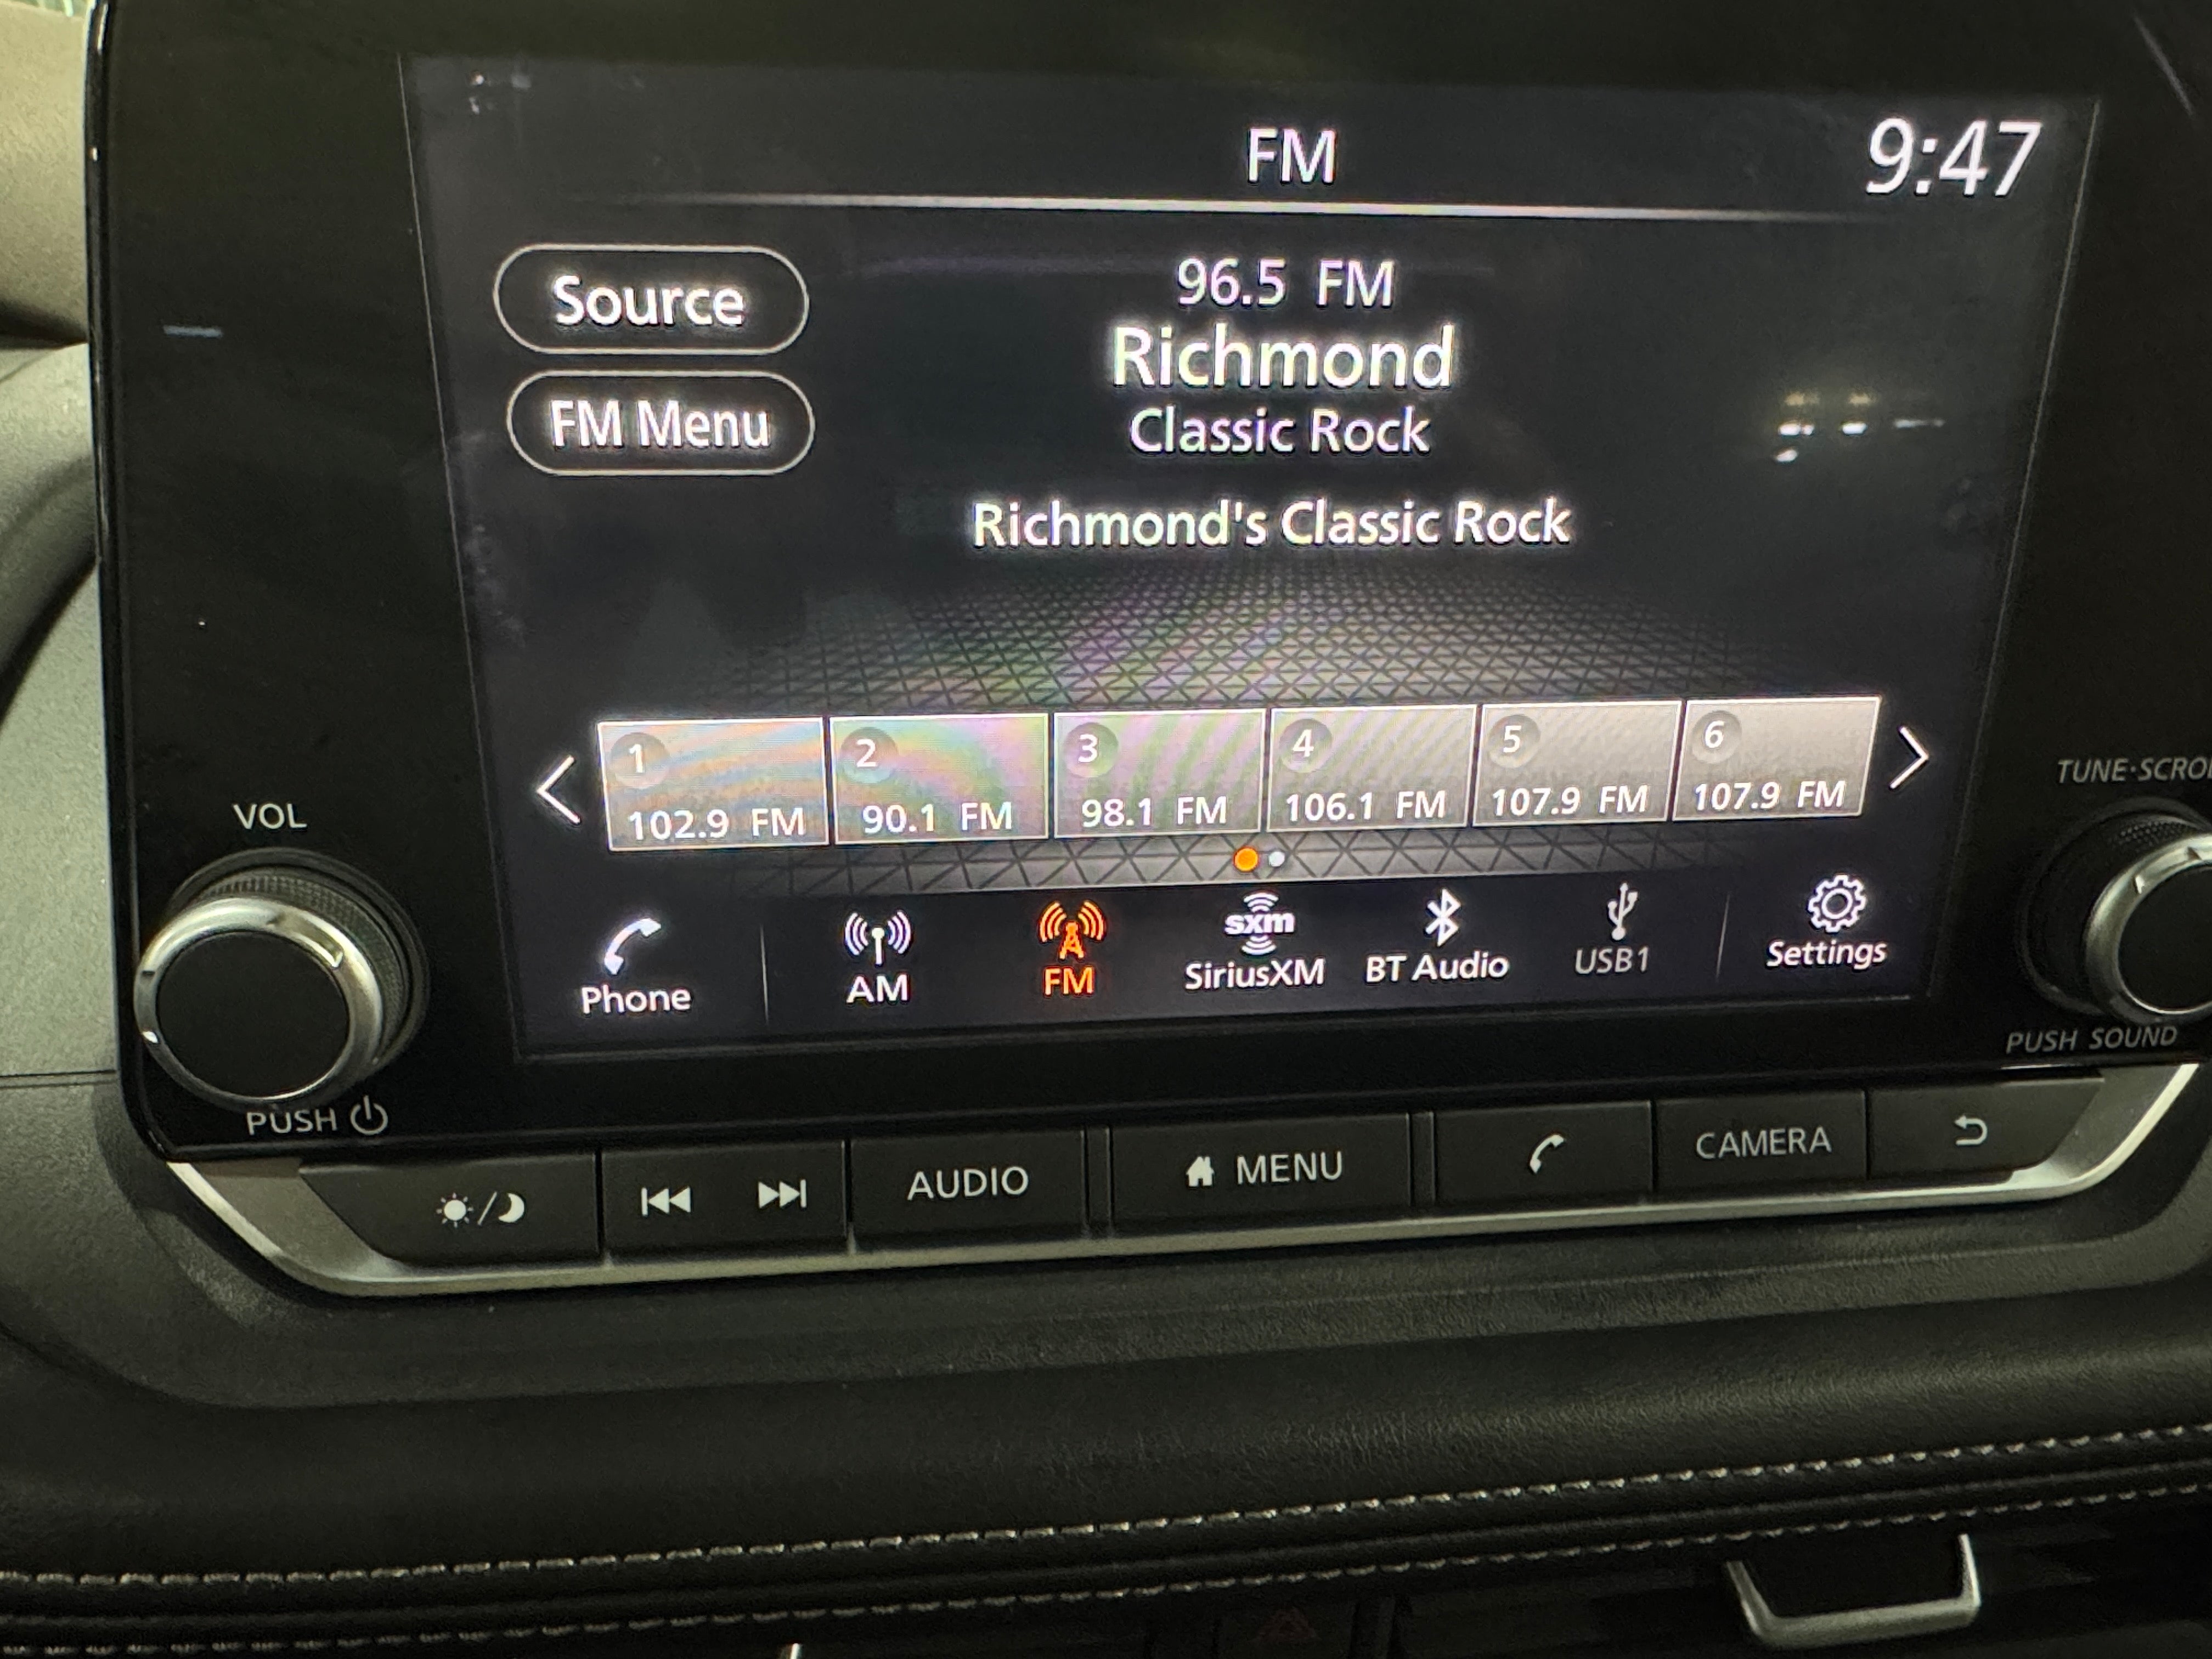 FM
9:47
Source
FM Menu
96.5 FM
Richmond
Classic Rock
Richmond's Classic Rock
1
102.9 FM
2
90.1 FM
3
98.1 FM
4
106.1 FM
5
107.9 FM
6
107.9 FM
Phone
AM
FM
sxm
SiriusXM
BT Audio
USB1
Settings
VOL
PUSH
TUNE·SCRO
PUSH SOUND
AUDIO
MENU
CAMERA